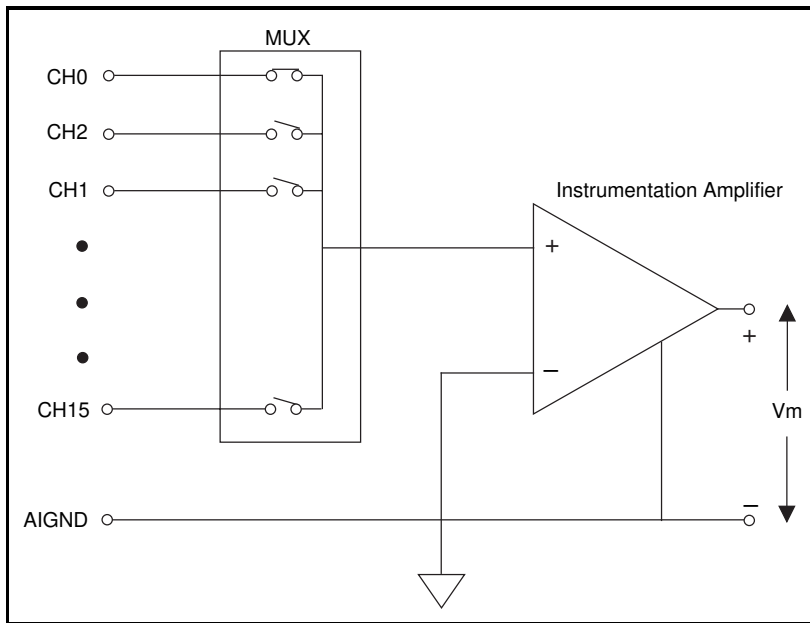 MUX
CH0
CH2
CH1
Instrumentation Amplifier
+
+
−
Vm
CH15
−
AIGND